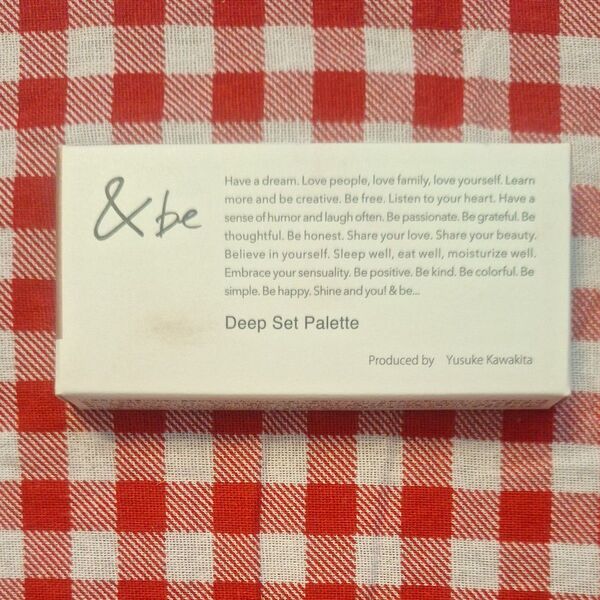 & be
Have a dream. Love people, love family, love yourself. Learn
more and be creative. Be free. Listen to your heart. Have a
sense of humor and laugh often. Be passionate. Be grateful. Be
thoughtful. Be honest. Share your love. Share your beauty.
Believe in yourself. Sleep well, eat well, moisturize well.
Embrace your sensuality. Be positive. Be kind. Be colorful. Be
simple. Be happy. Shine and you! & be...
Deep Set Palette
Produced by Yusuke Kawakita